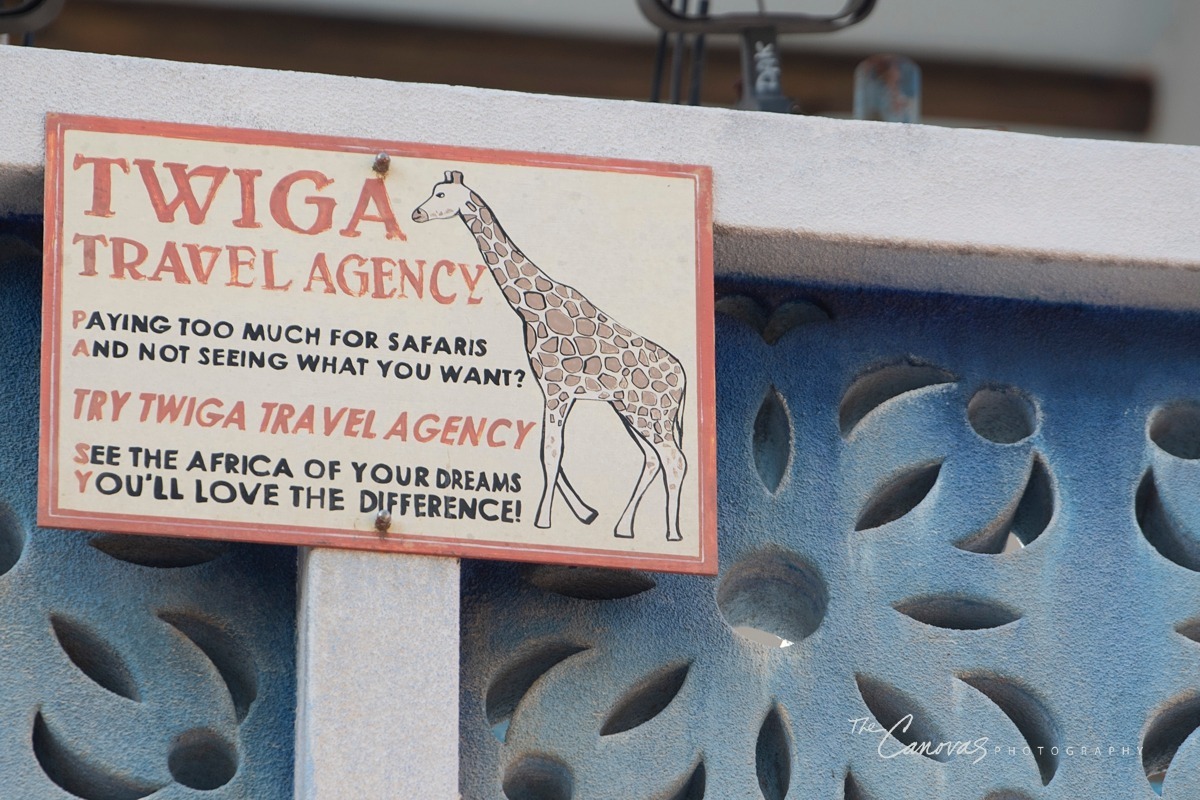 TWIGA
TRAVEL AGENCY
PAYING TOO MUCH FOR SAFARIS
AND NOT SEEING WHAT YOU WANT?
TRY TWIGA TRAVEL AGENCY
SEE THE AFRICA OF YOUR DREAMS
YOU'LL LOVE THE DIFFERENCE!
The Canovas PHOTOGRAPHY